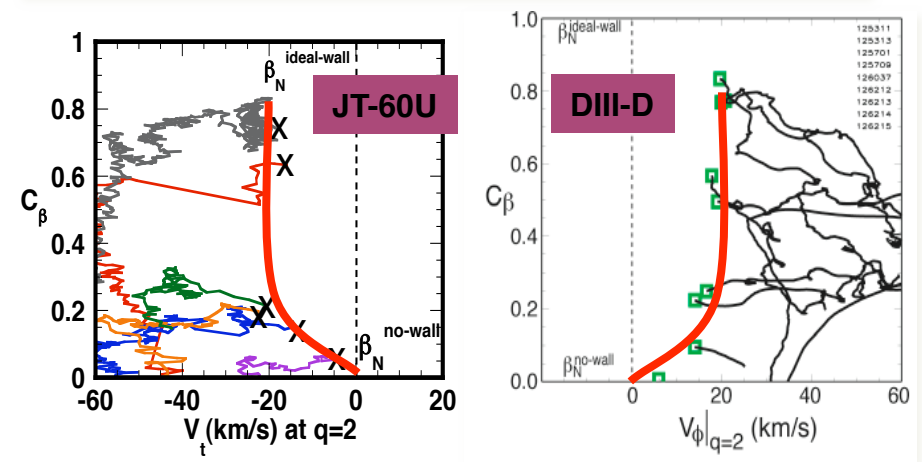 JT-60U
β_N ideal-wall
1
0.8
0.6
0.4
0.2
0
C_β
X
X
X
X
X
X
X
β_N no-wall
-60
-40
-20
0
20
V_t (km/s) at q=2
DIII-D
β_N^ideal-wall
125311
125313
125701
125709
126037
126212
126213
126214
126215
1.0
0.8
0.6
0.4
0.2
0.0
C_β
β_N^no-wall
0
20
40
60
V_ϕ|_q=2 (km/s)